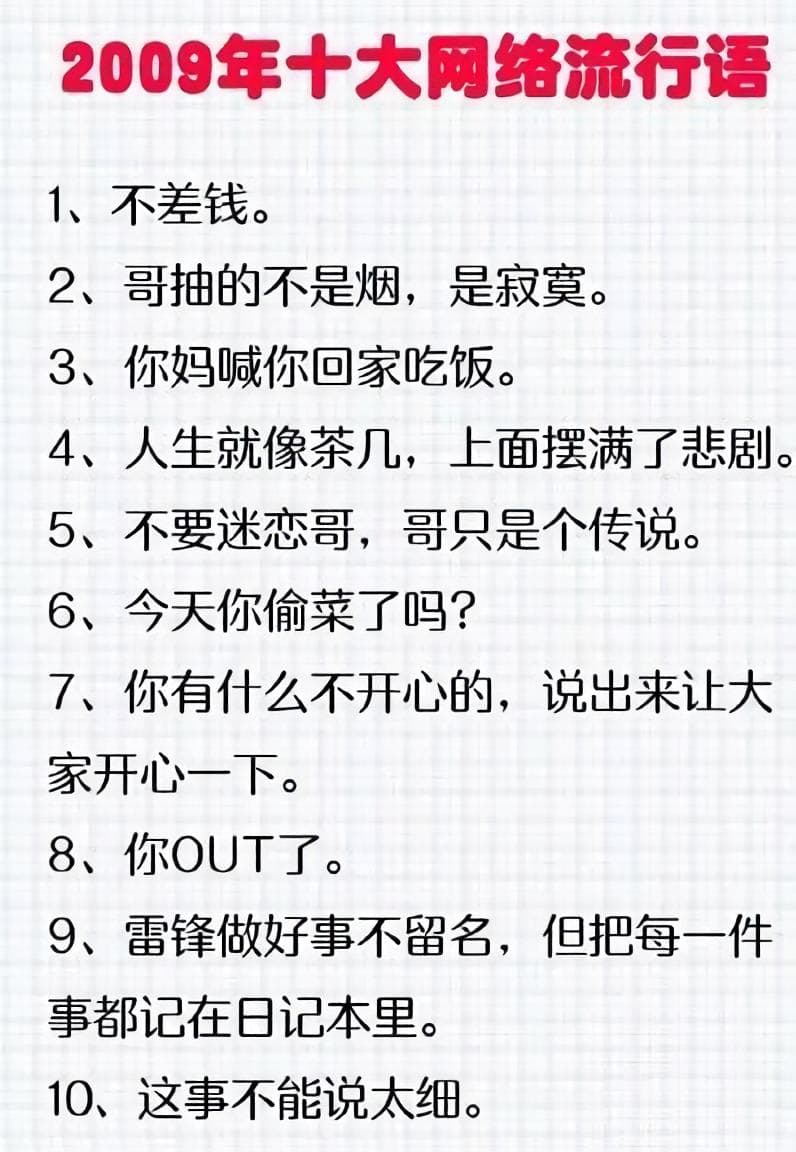 2009年十大网络流行语
1、不差钱。
2、哥抽的不是烟，是寂寞。
3、你妈喊你回家吃饭。
4、人生就像茶几，上面摆满了悲剧。
5、不要迷恋哥，哥只是个传说。
6、今天你偷菜了吗？
7、你有什么不开心的，说出来让大
家开心一下。
8、你OUT了。
9、雷锋做好事不留名，但把每一件
事都记在日记本里。
10、这事不能说太细。